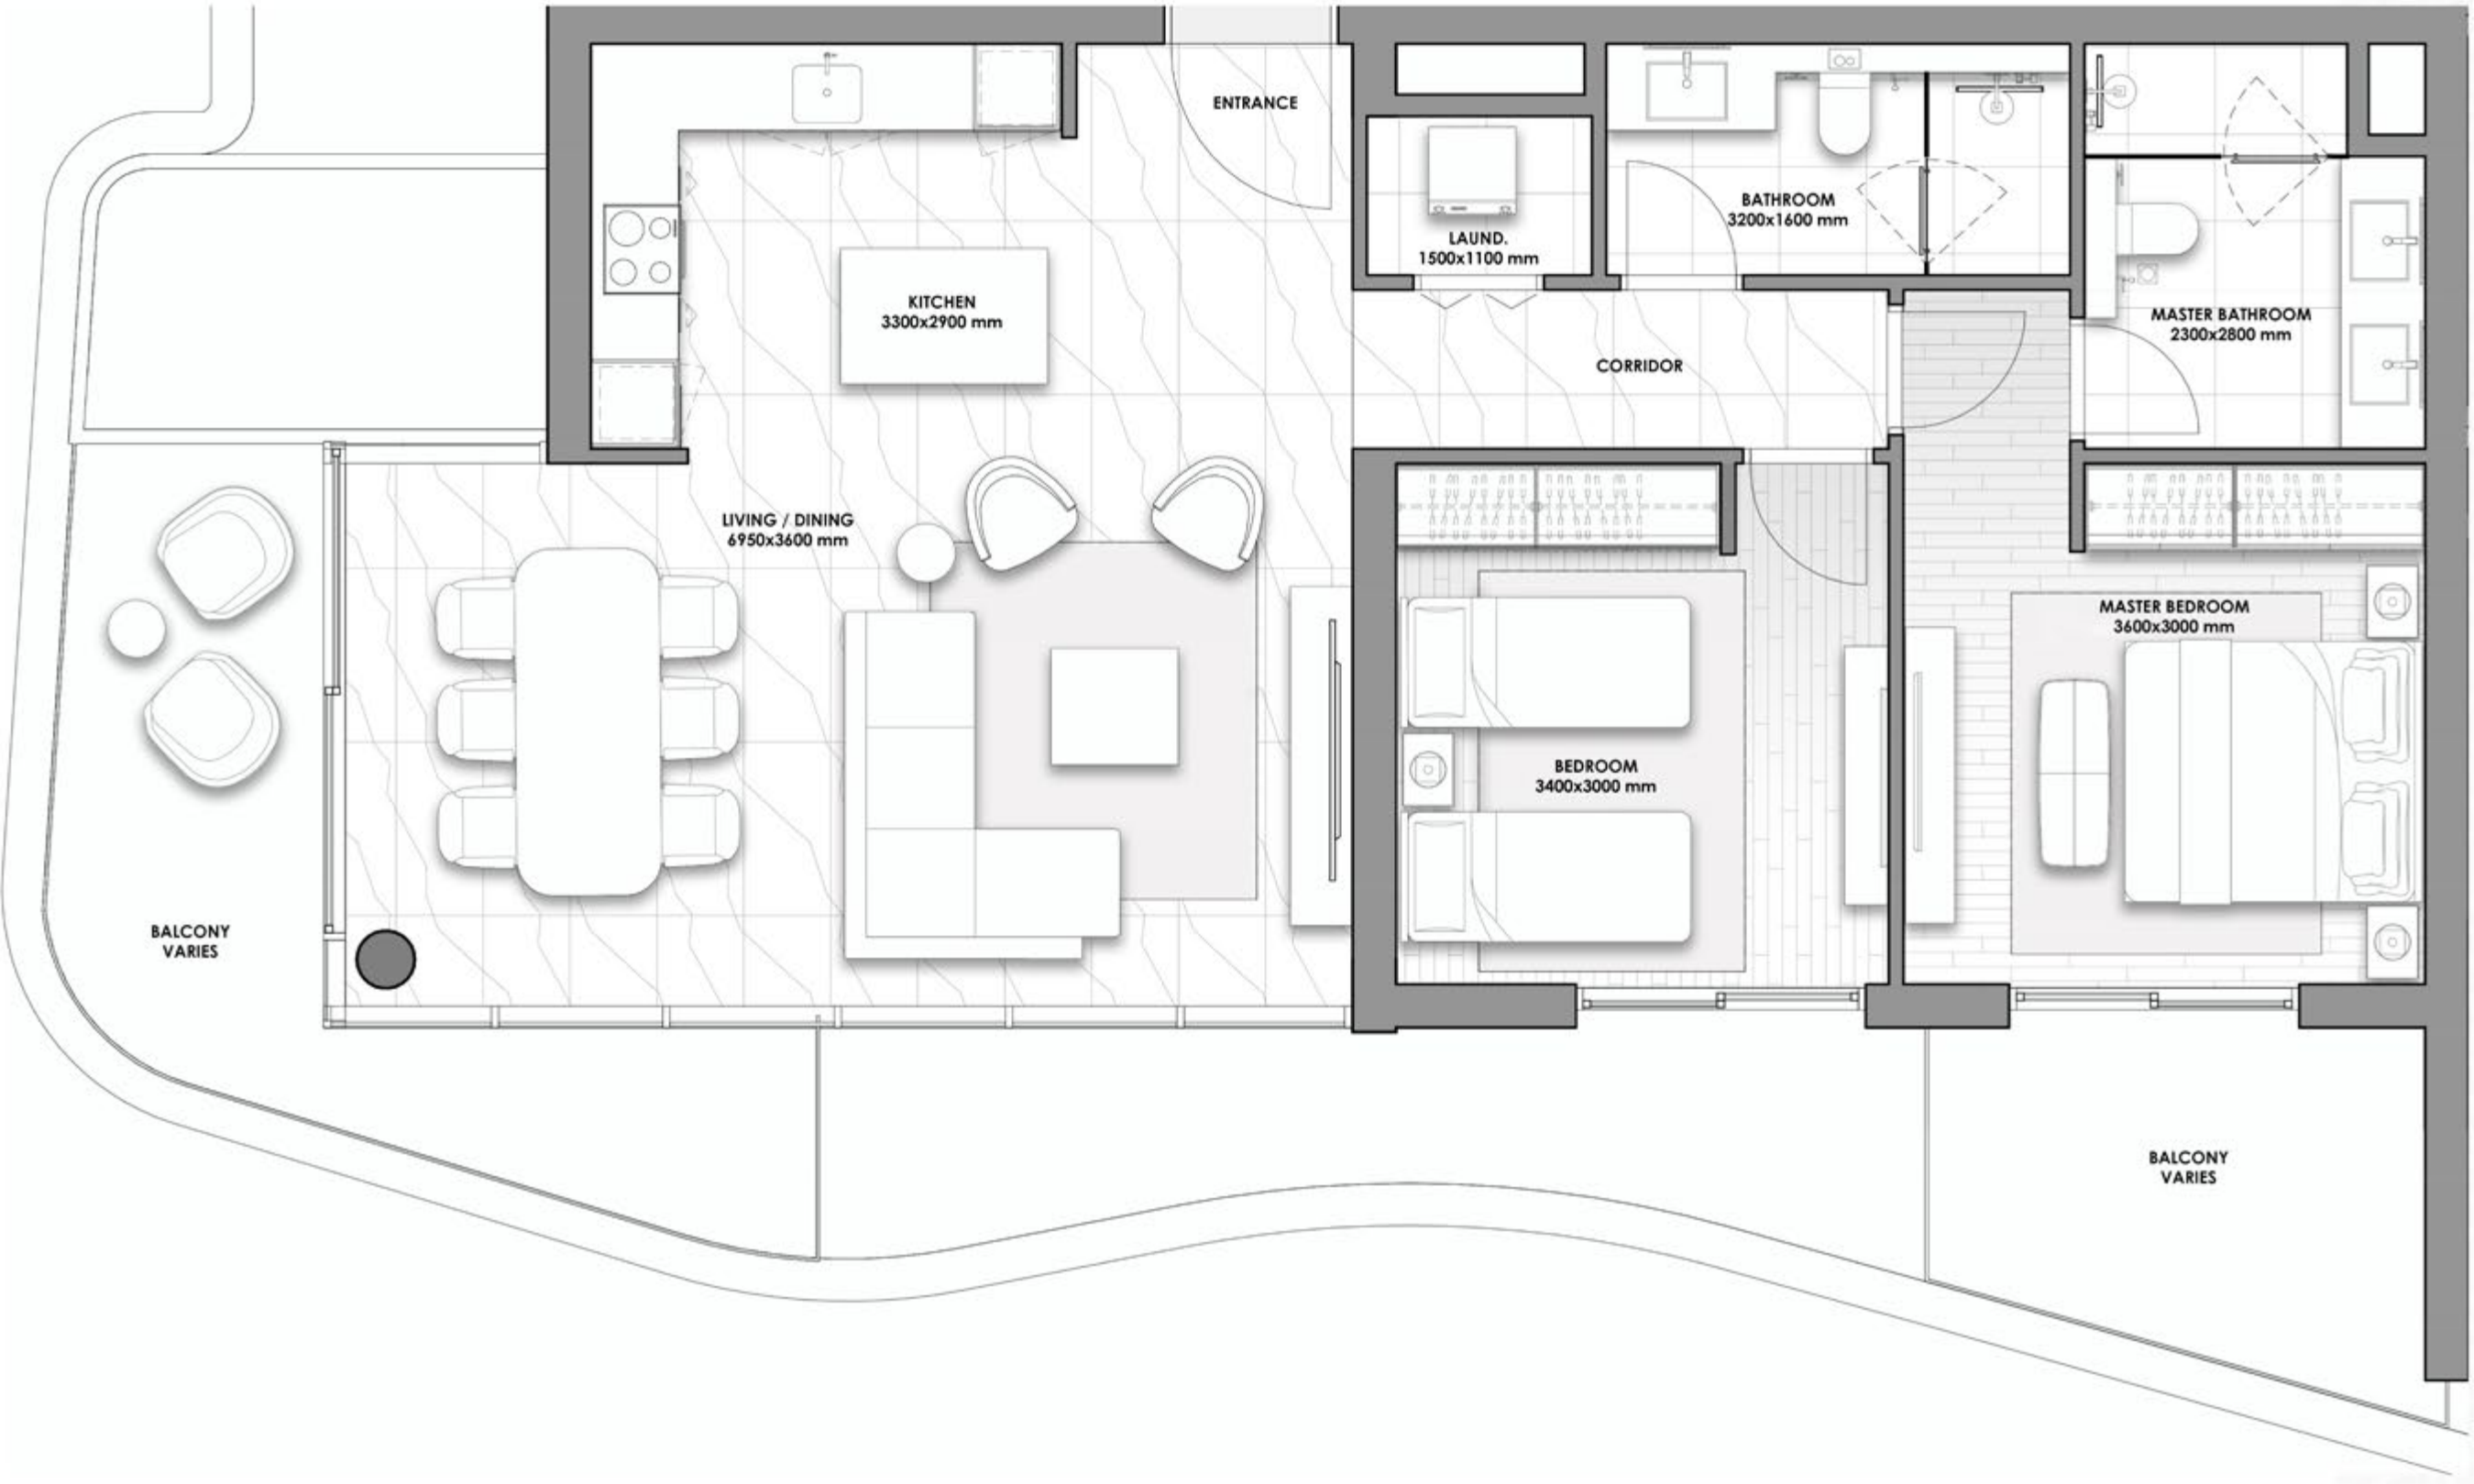 ENTRANCE
KITCHEN
3300x2900 mm
LAUND.
1500x1100 mm
BATHROOM
3200x1600 mm
MASTER BATHROOM
2300x2800 mm
CORRIDOR
LIVING / DINING
6950x3600 mm
BEDROOM
3400x3000 mm
MASTER BEDROOM
3600x3000 mm
BALCONY
VARIES
BALCONY
VARIES